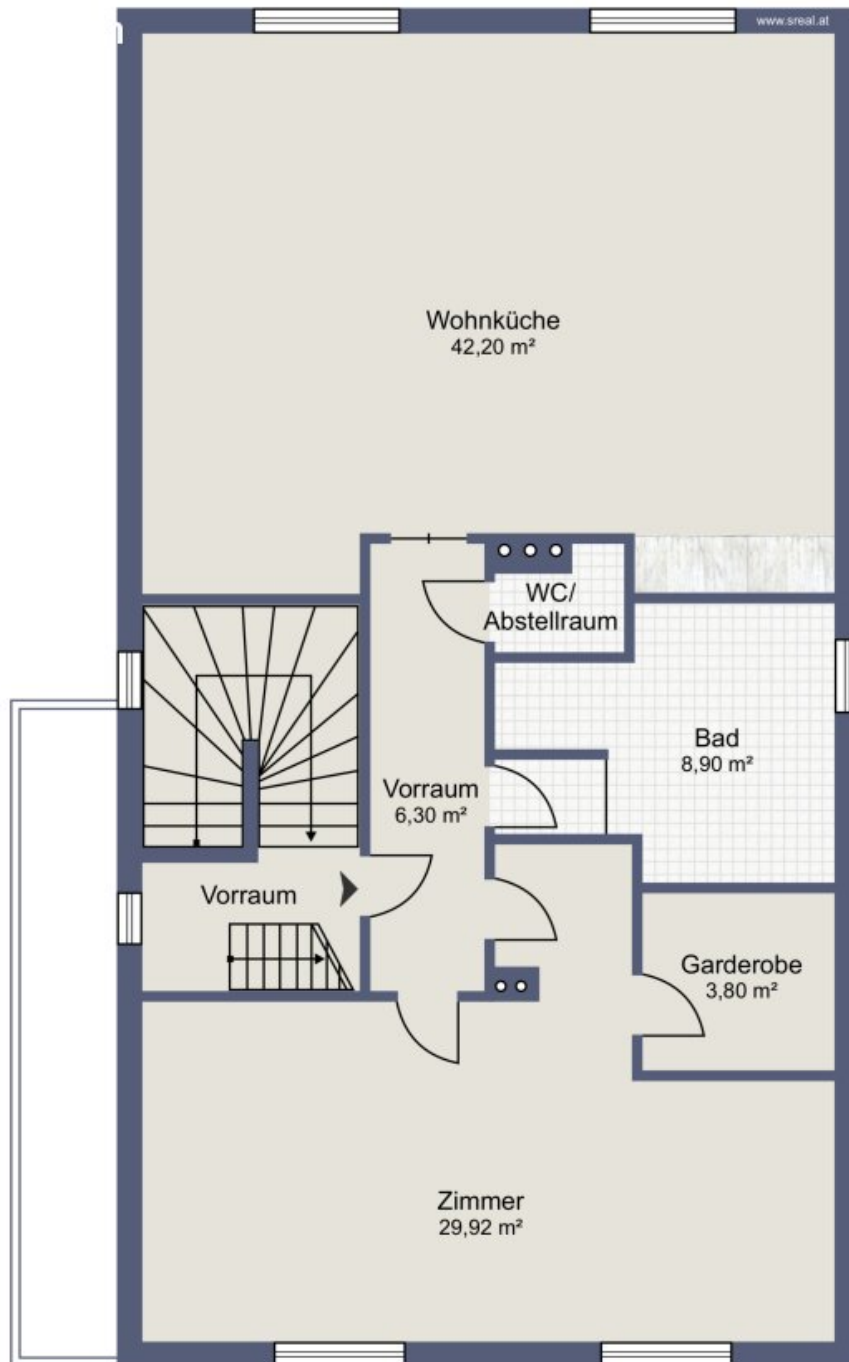 www.sreal.at
Wohnküche
42,20 m²
WC/
Abstellraum
Bad
8,90 m²
Vorraum
6,30 m²
Vorraum
Garderobe
3,80 m²
Zimmer
29,92 m²